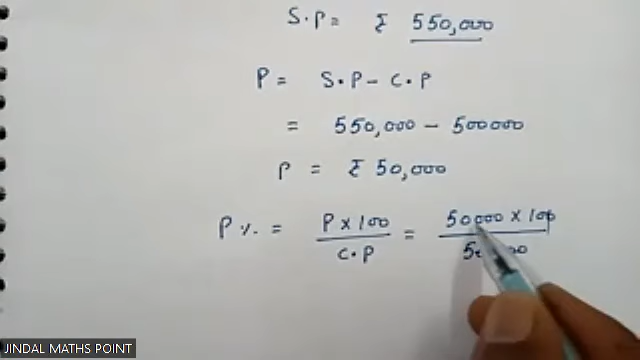 S.P = ₹ 550,000
P = S.P - C.P
= 550,000 - 500000
P = ₹ 50,000
P %. = P × 100 / C.P = 50000 × 100 /
JINDAL MATHS POINT